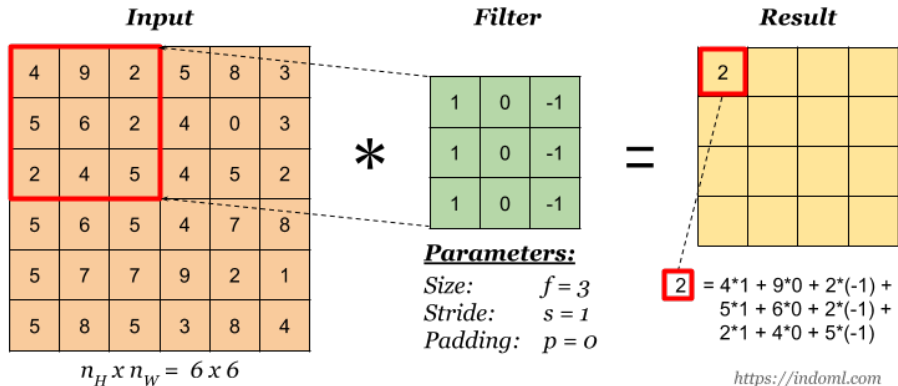 Input
Filter
Result
4 9 2 5 8 3
5 6 2 4 0 3
2 4 5 4 5 2
5 6 5 4 7 8
5 7 7 9 2 1
5 8 5 3 8 4
n_H x n_W = 6 x 6
*
1 0 -1
1 0 -1
1 0 -1
Parameters:
Size: f = 3
Stride: s = 1
Padding: p = 0
=
2
2 = 4*1 + 9*0 + 2*(-1) +
5*1 + 6*0 + 2*(-1) +
2*1 + 4*0 + 5*(-1)
https://indoml.com